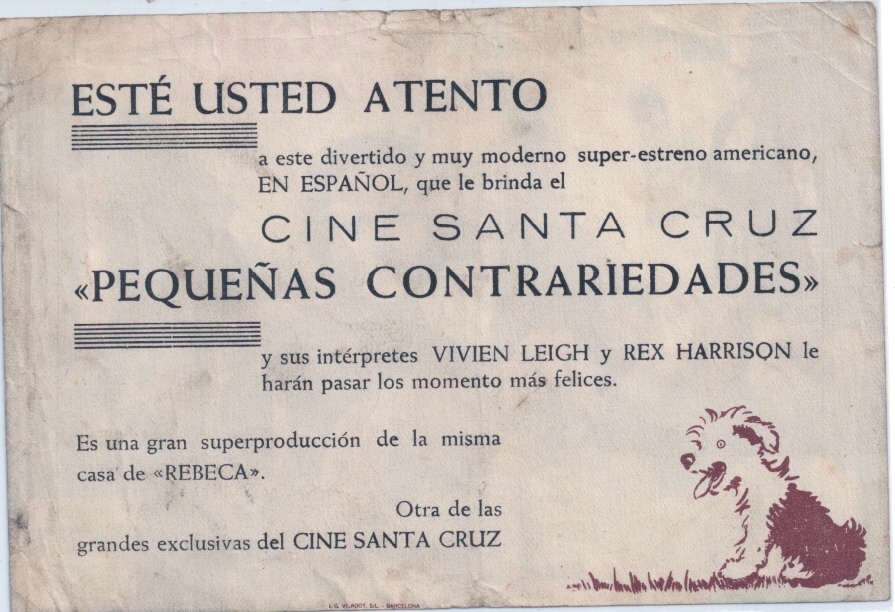 ESTÉ USTED ATENTO
a este divertido y muy moderno super-estreno americano,
EN ESPAÑOL, que le brinda el
CINE SANTA CRUZ
«PEQUEÑAS CONTRARIEDADES»
y sus intérpretes VIVIEN LEIGH y REX HARRISON le
harán pasar los momento más felices.
Es una gran superproducción de la misma
casa de «REBECA».
Otra de las
grandes exclusivas del CINE SANTA CRUZ
I. G. VILADOT, S/L. - BARCELONA